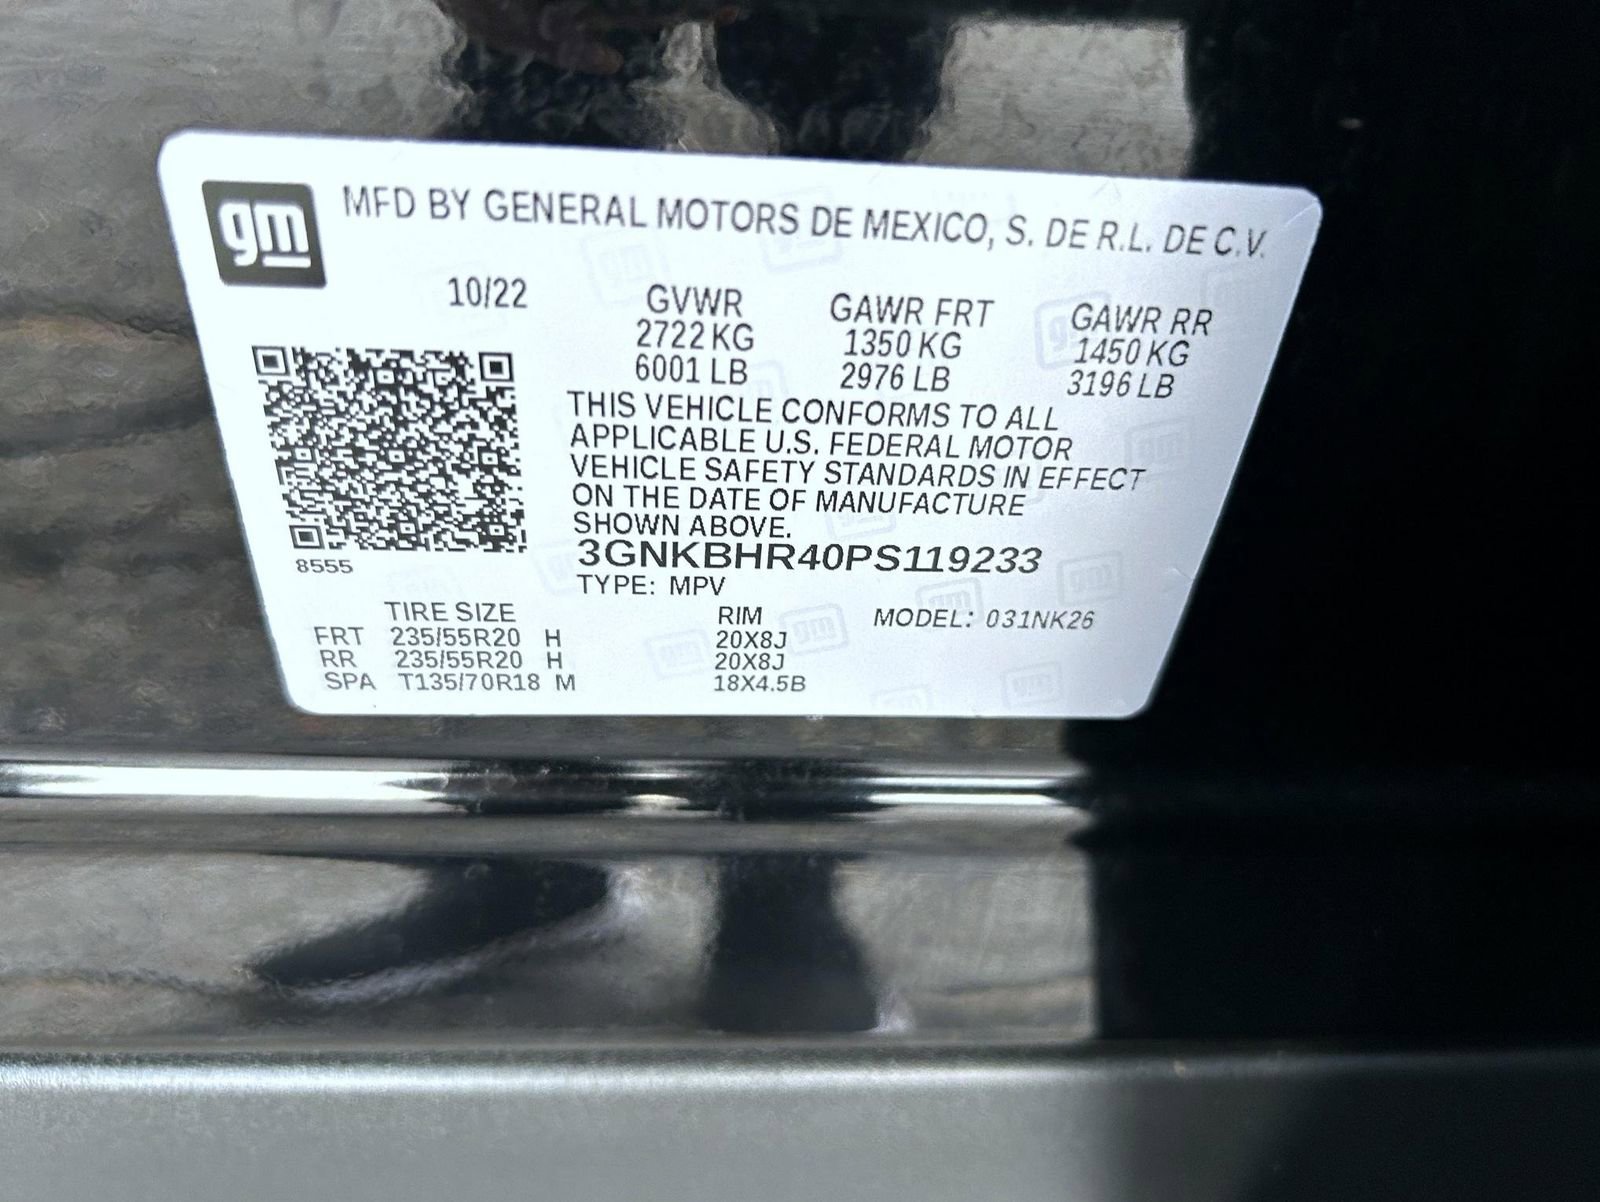 gm
MFD BY GENERAL MOTORS DE MEXICO, S. DE R.L. DE C.V.
10/22
GVWR GAWR FRT GAWR RR
2722 KG 1350 KG 1450 KG
6001 LB 2976 LB 3196 LB
THIS VEHICLE CONFORMS TO ALL
APPLICABLE U.S. FEDERAL MOTOR
VEHICLE SAFETY STANDARDS IN EFFECT
ON THE DATE OF MANUFACTURE
SHOWN ABOVE.
8555
3GNKBHR40PS119233
TYPE: MPV
TIRE SIZE RIM MODEL: 031NK26
FRT 235/55R20 H 20X8J
RR 235/55R20 H 20X8J
SPA T135/70R18 M 18X4.5B